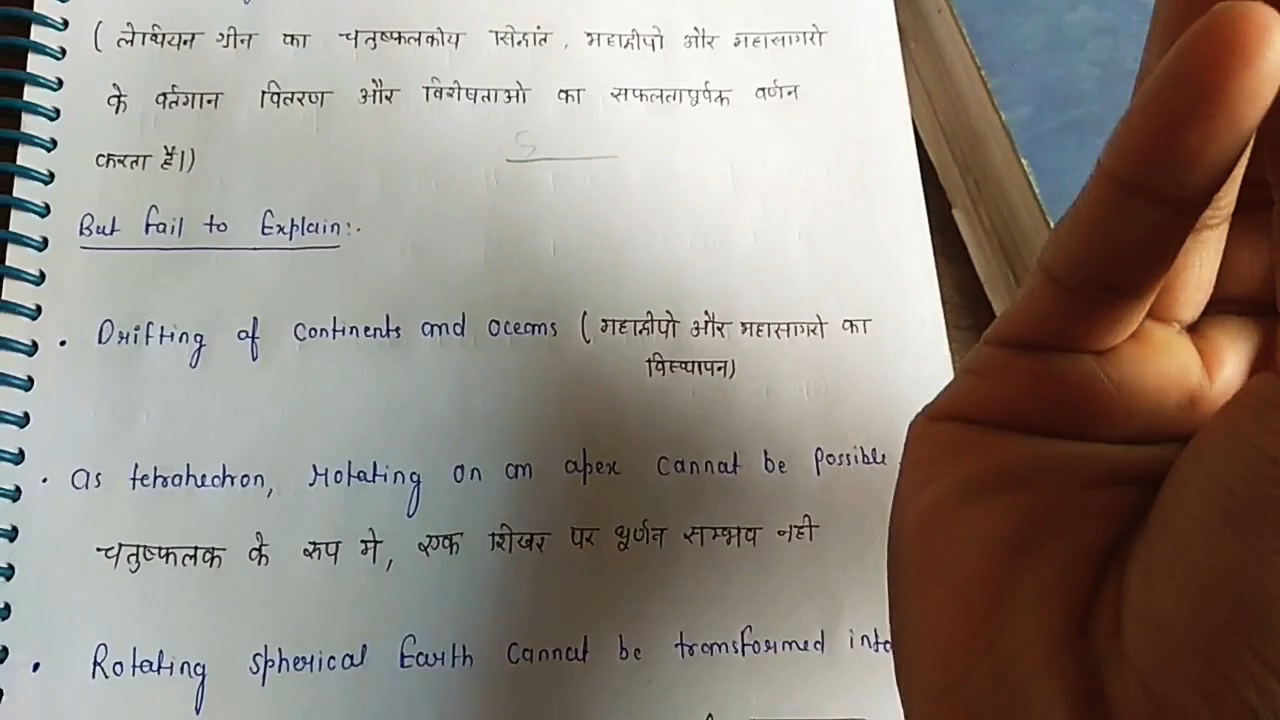 ( लोथियन ग्रीन का चतुष्फलकीय सिद्धांत, महाद्वीपो और महासागरो
के वर्तमान वितरण और विशेषताओ का सफलतापूर्वक वर्णन
करता है।)
But fail to Explain:-
• Drifting of continents and oceans ( महाद्वीपो और महासागरो का
विस्थापन)
• as tetrahedron, rotating on an apex cannot be possible
चतुष्फलक के रूप मे, एक शिखर पर घूर्णन सम्भव नही
• Rotating spherical Earth cannot be transformed into